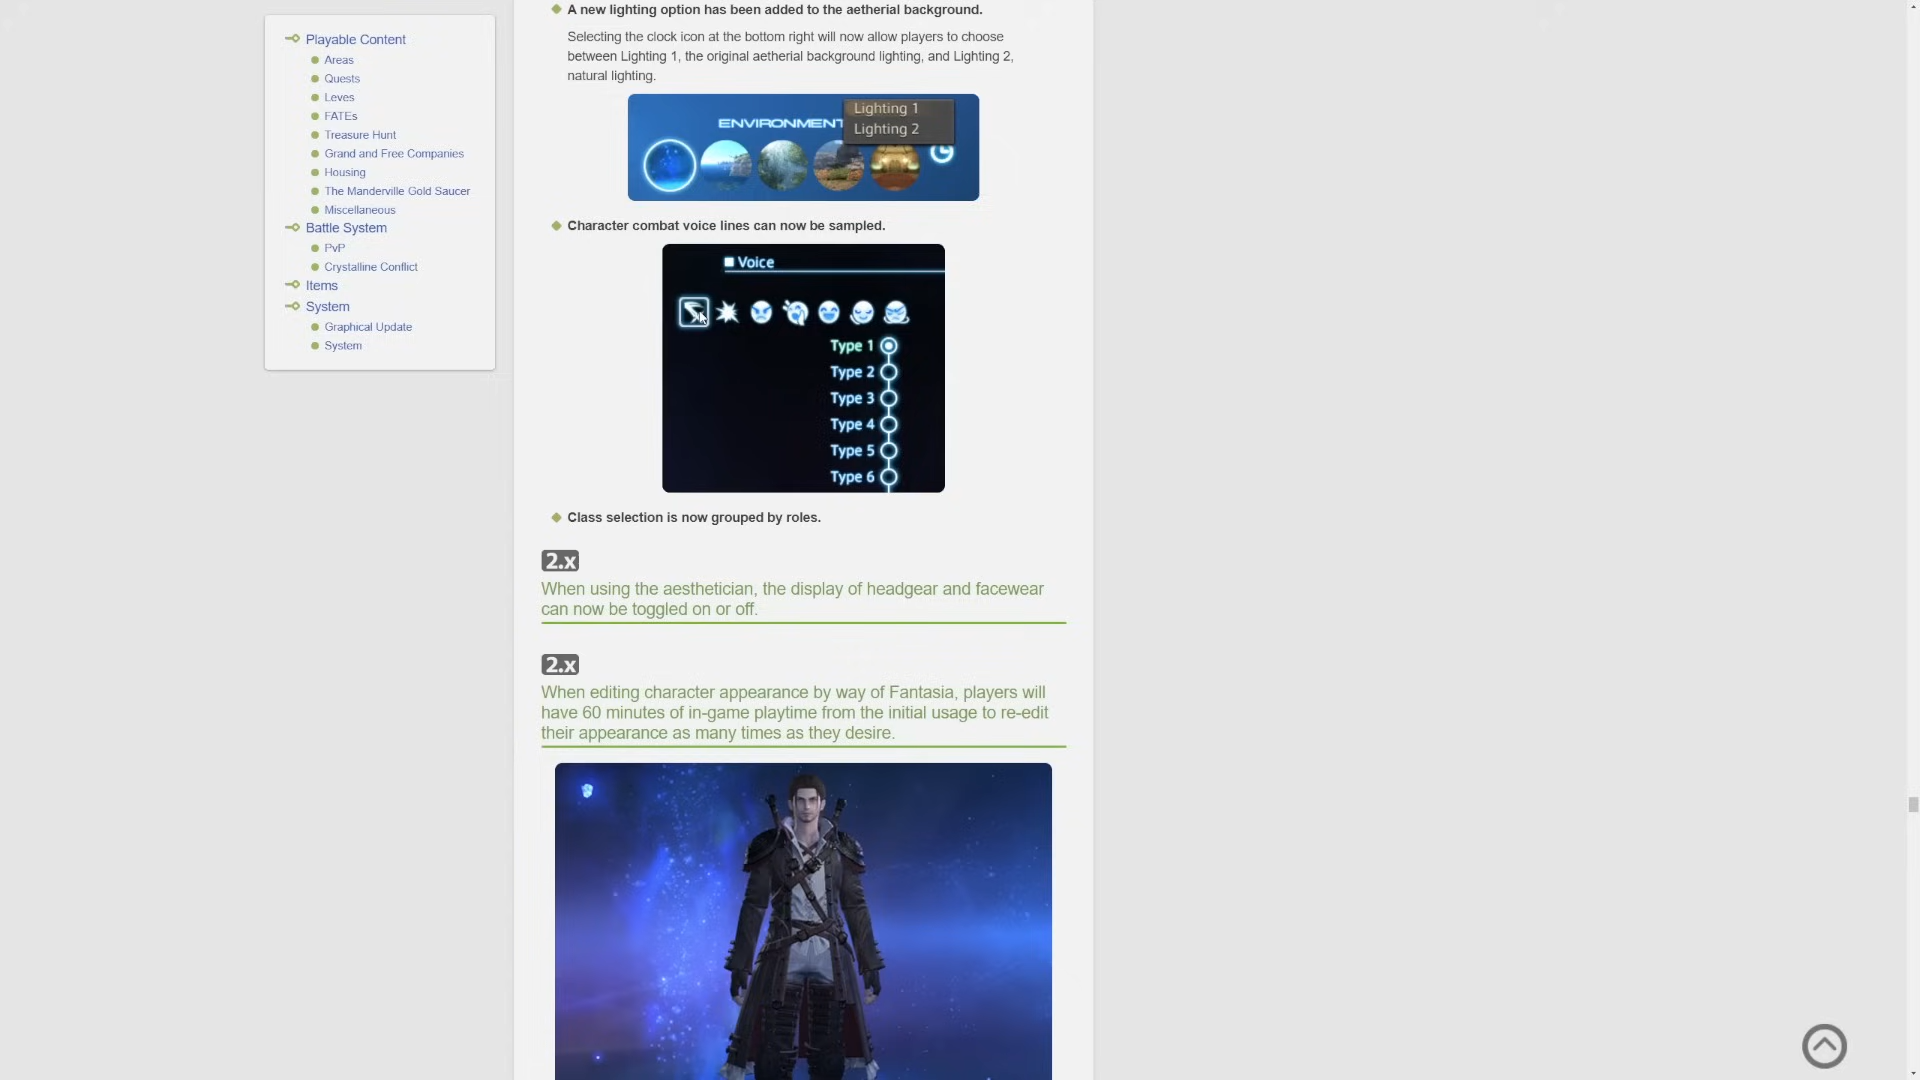 Playable Content
Areas
Quests
Leves
FATEs
Treasure Hunt
Grand and Free Companies
Housing
The Manderville Gold Saucer
Miscellaneous
Battle System
PvP
Crystalline Conflict
Items
System
Graphical Update
System
A new lighting option has been added to the aetherial background.
Selecting the clock icon at the bottom right will now allow players to choose
between Lighting 1, the original aetherial background lighting, and Lighting 2,
natural lighting.
ENVIRONMENT
Lighting 1
Lighting 2
Character combat voice lines can now be sampled.
Voice
Type 1
Type 2
Type 3
Type 4
Type 5
Type 6
Class selection is now grouped by roles.
2.x
When using the aesthetician, the display of headgear and facewear
can now be toggled on or off.
2.x
When editing character appearance by way of Fantasia, players will
have 60 minutes of in-game playtime from the initial usage to re-edit
their appearance as many times as they desire.